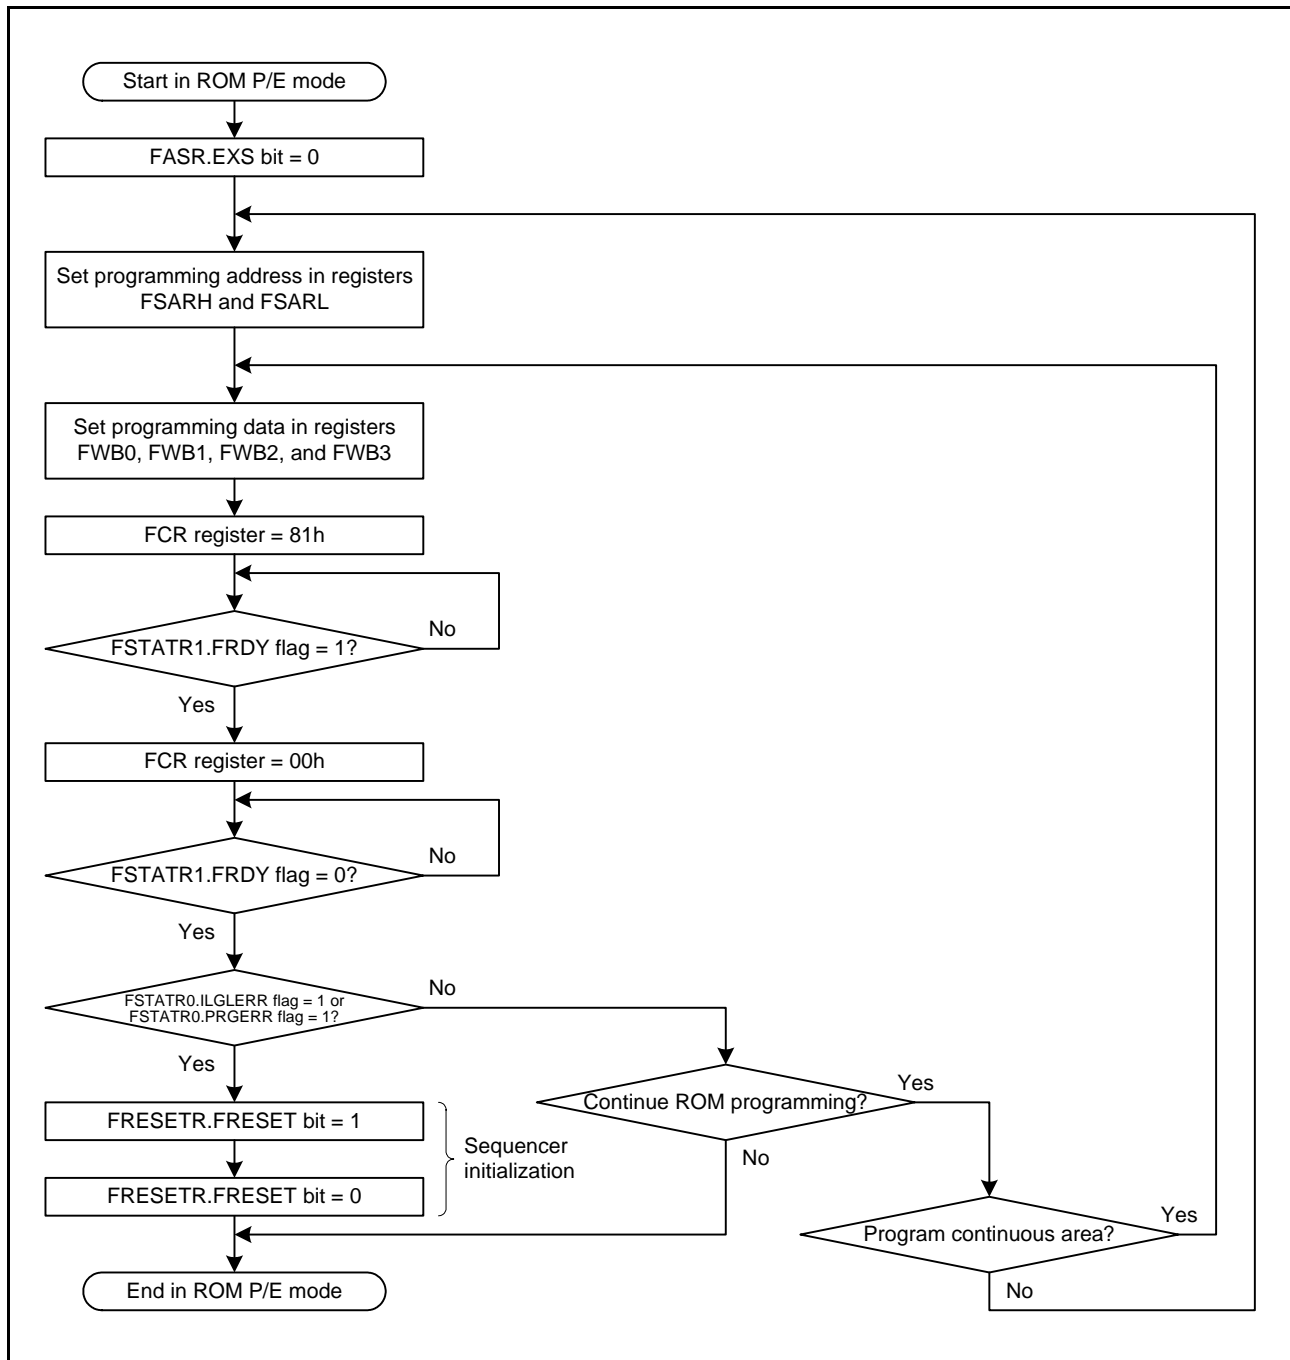 Start in ROM P/E mode
FASR.EXS bit = 0
Set programming address in registers
FSARH and FSARL
Set programming data in registers
FWB0, FWB1, FWB2, and FWB3
FCR register = 81h
FSTATR1.FRDY flag = 1?
No
Yes
FCR register = 00h
FSTATR1.FRDY flag = 0?
No
Yes
FSTATR0.ILGLERR flag = 1 or
FSTATR0.PRGERR flag = 1?
No
Yes
FRESETR.FRESET bit = 1
FRESETR.FRESET bit = 0
Sequencer
initialization
Continue ROM programming?
Yes
No
Program continuous area?
Yes
No
End in ROM P/E mode